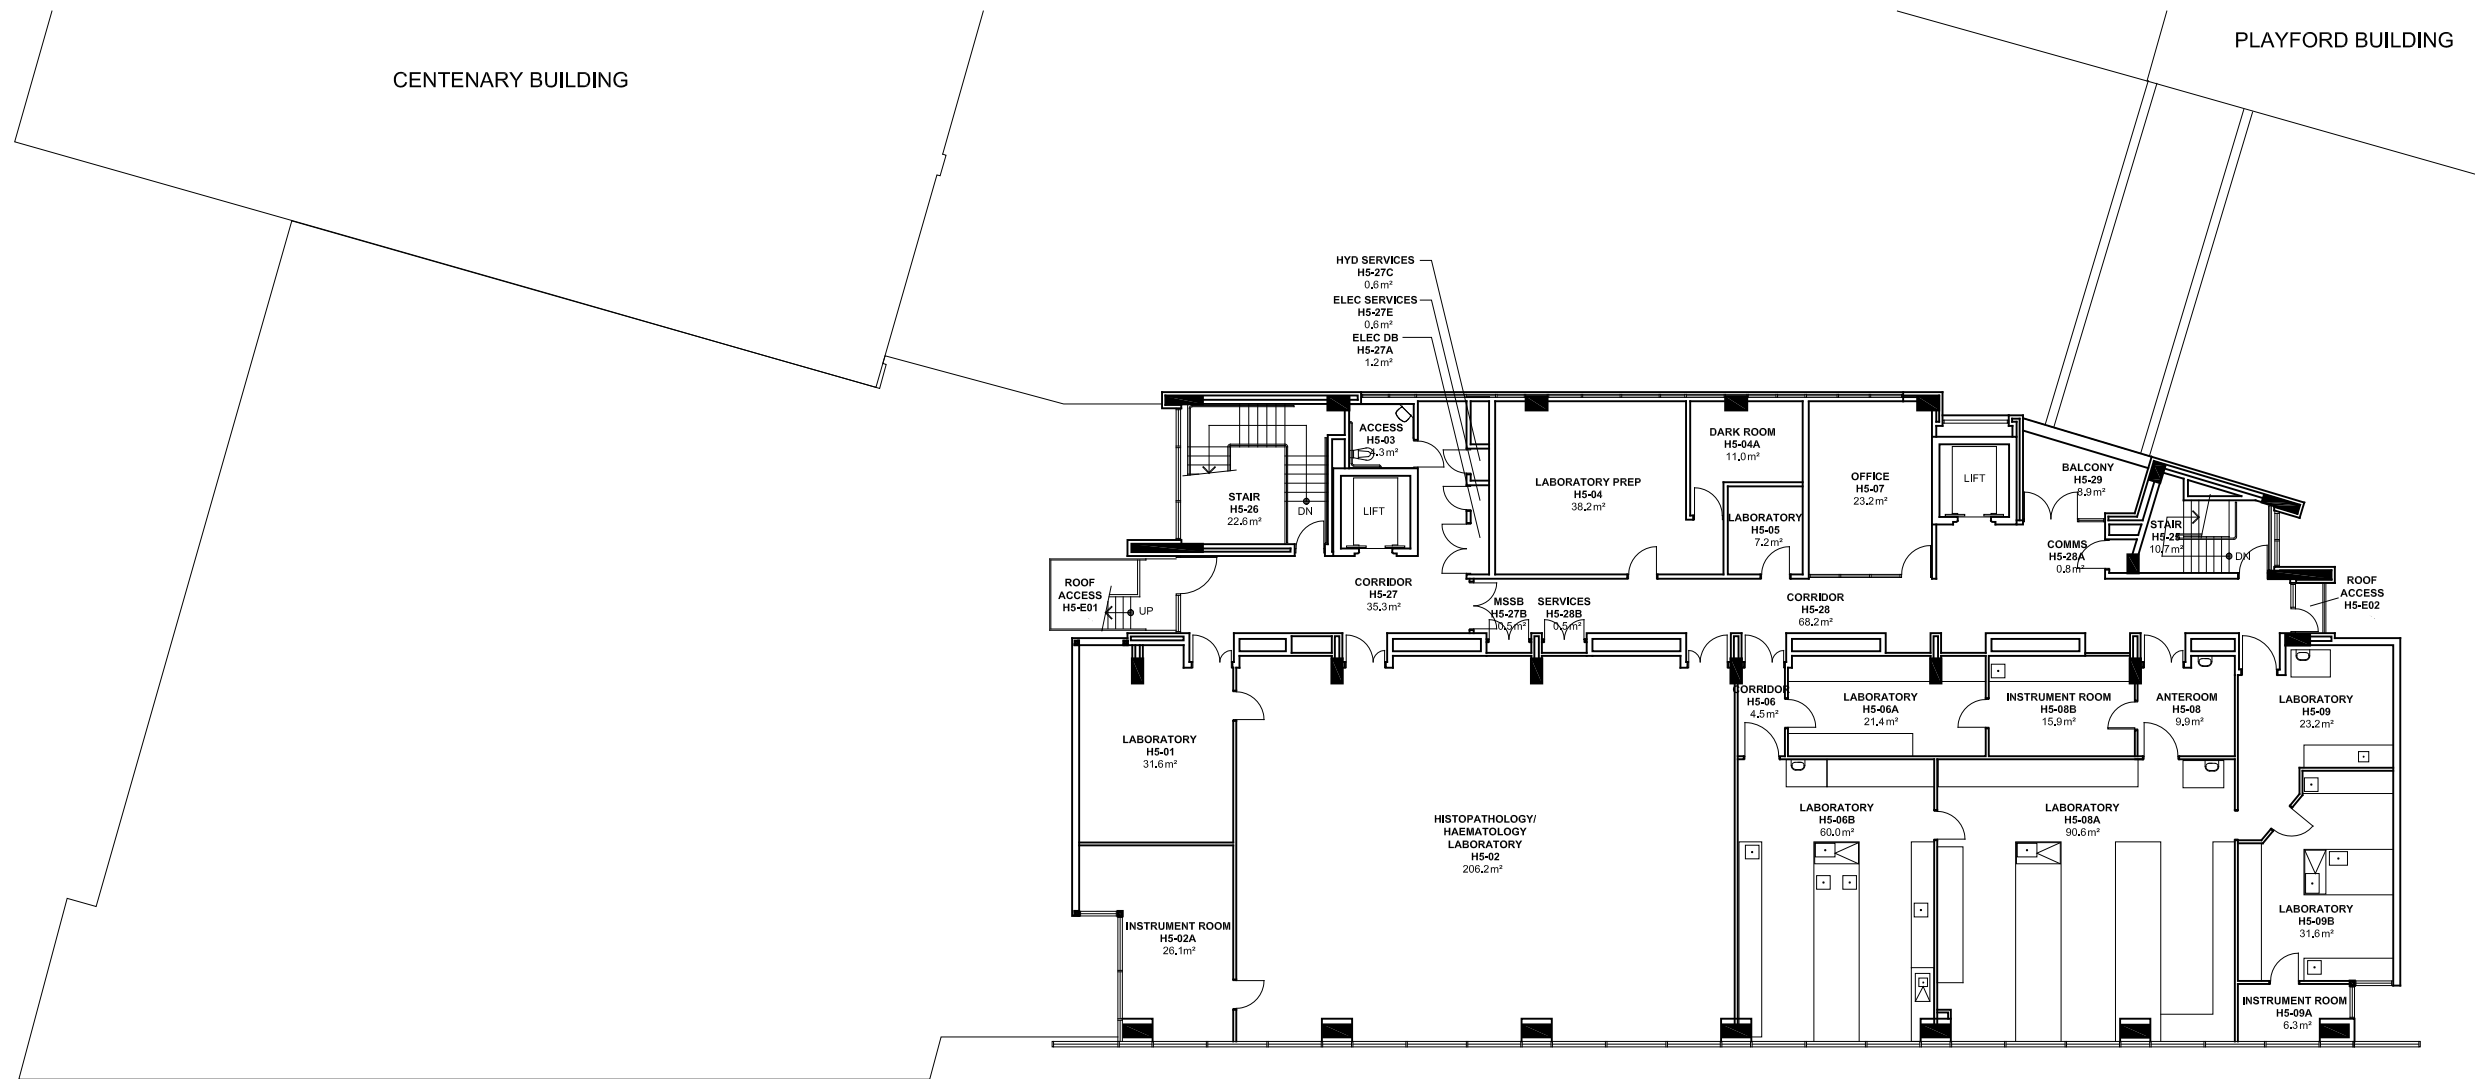 PLAYFORD BUILDING
CENTENARY BUILDING
HYD SERVICES
H5-27C
0.6m²
ELEC SERVICES
H5-27E
0.6m²
ELEC DB
H5-27A
1.2m²
ACCESS
H5-03
4.3m²
STAIR
H5-26
22.6m²
DN
LIFT
LABORATORY PREP
H5-04
38.2m²
DARK ROOM
H5-04A
11.0m²
LABORATORY
H5-05
7.2m²
OFFICE
H5-07
23.2m²
LIFT
BALCONY
H5-29
8.9m²
STAIR
H5-25
10.7m²
DN
COMMS
H5-28A
0.8m²
ROOF
ACCESS
H5-E01
UP
CORRIDOR
H5-27
35.3m²
MSSB
H5-27B
0.5m²
SERVICES
H5-28B
0.5m²
CORRIDOR
H5-28
68.2m²
ROOF
ACCESS
H5-E02
LABORATORY
H5-01
31.6m²
CORRIDOR
H5-06
4.5m²
LABORATORY
H5-06A
21.4m²
INSTRUMENT ROOM
H5-08B
15.9m²
ANTEROOM
H5-08
9.9m²
LABORATORY
H5-09
23.2m²
HISTOPATHOLOGY/
HAEMATOLOGY
LABORATORY
H5-02
206.2m²
LABORATORY
H5-06B
60.0m²
LABORATORY
H5-08A
90.6m²
INSTRUMENT ROOM
H5-02A
26.1m²
LABORATORY
H5-09B
31.6m²
INSTRUMENT ROOM
H5-09A
6.3m²